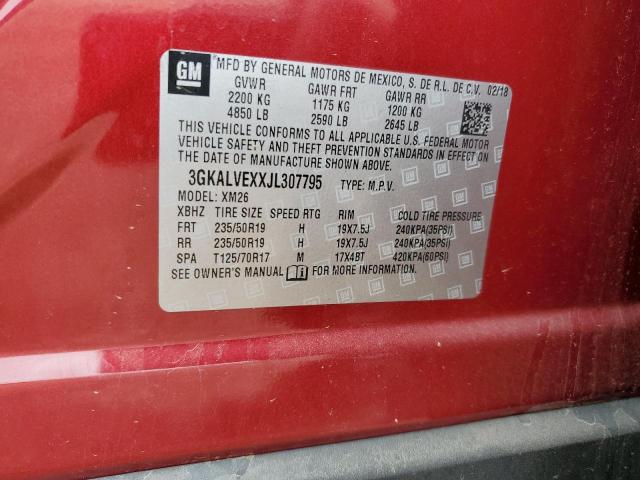 GM
MFD BY GENERAL MOTORS DE MEXICO, S. DE R.L. DE C.V. 02/18
GVWR GAWR FRT GAWR RR
2200 KG 1175 KG 1200 KG
4850 LB 2590 LB 2645 LB
THIS VEHICLE CONFORMS TO ALL APPLICABLE U.S. FEDERAL MOTOR
VEHICLE SAFETY AND THEFT PREVENTION STANDARDS IN EFFECT ON
THE DATE OF MANUFACTURE SHOWN ABOVE.
3GKALVEXXJL307795 TYPE: M.P.V.
MODEL: XM26
XBHZ TIRE SIZE SPEED RTG RIM COLD TIRE PRESSURE
FRT 235/50R19 H 19X7.5J 240KPA(35PSI)
RR 235/50R19 H 19X7.5J 240KPA(35PSI)
SPA T125/70R17 M 17X4BT 420KPA(60PSI)
SEE OWNER'S MANUAL FOR MORE INFORMATION.